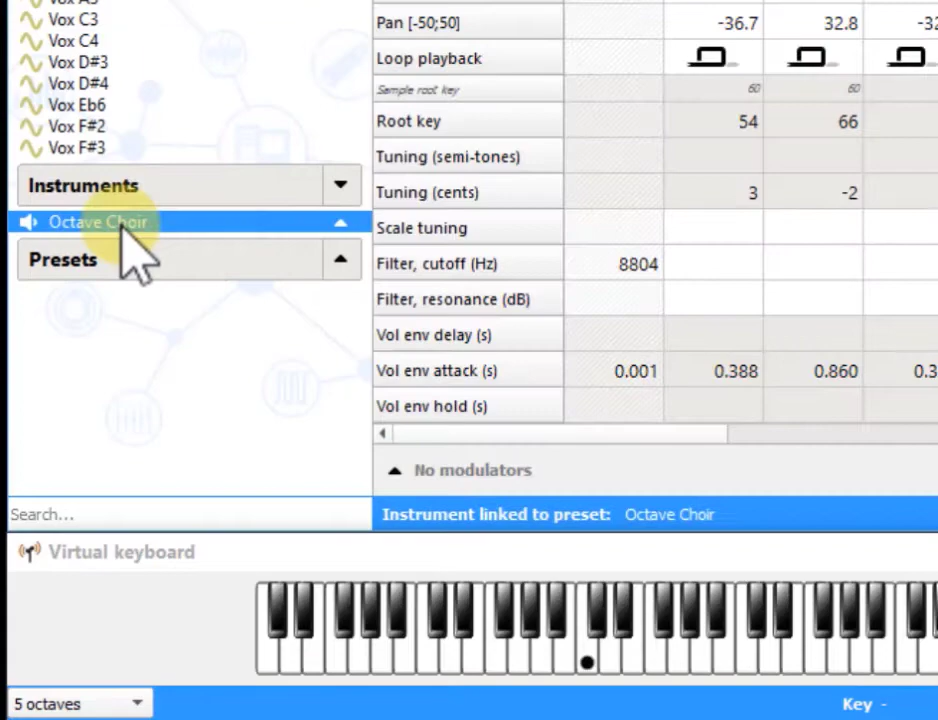 Vox A3
Vox C3
Vox C4
Vox D#3
Vox D#4
Vox Eb6
Vox F#2
Vox F#3
Instruments
Octave Choir
Presets
Search...
Pan [-50;50] -36.7 32.8
Loop playback
Sample root key 60 60
Root key 54 66
Tuning (semi-tones)
Tuning (cents) 3 -2
Scale tuning
Filter, cutoff (Hz) 8804
Filter, resonance (dB)
Vol env delay (s)
Vol env attack (s) 0.001 0.388 0.860 0.3
Vol env hold (s)
No modulators
Instrument linked to preset: Octave Choir
Virtual keyboard
5 octaves
Key -